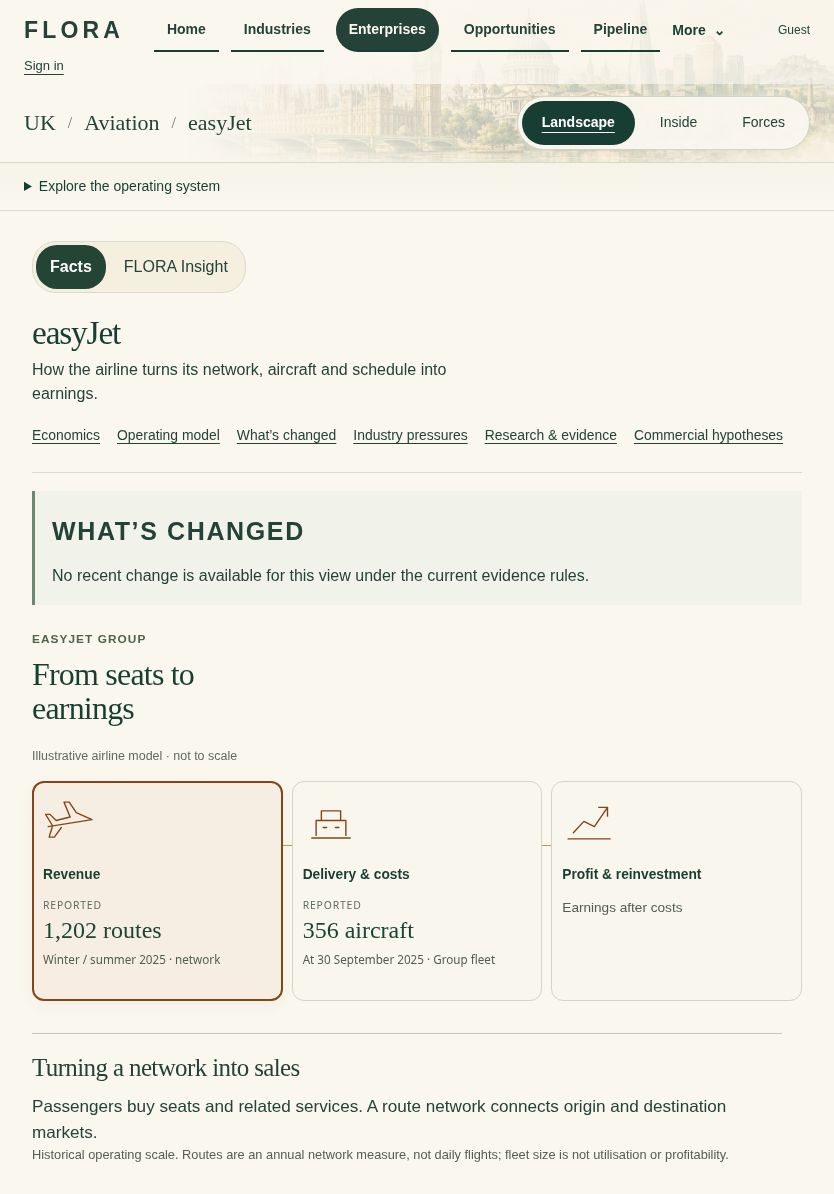 FLORA
Home
Industries
Enterprises
Opportunities
Pipeline
More
Guest
Sign in
UK / Aviation / easyJet
Landscape
Inside
Forces
Explore the operating system
Facts
FLORA Insight
easyJet
How the airline turns its network, aircraft and schedule into
earnings.
Economics
Operating model
What's changed
Industry pressures
Research & evidence
Commercial hypotheses
WHAT'S CHANGED
No recent change is available for this view under the current evidence rules.
EASYJET GROUP
From seats to
earnings
Illustrative airline model · not to scale
Revenue
REPORTED
1,202 routes
Winter / summer 2025 · network
Delivery & costs
REPORTED
356 aircraft
At 30 September 2025 · Group fleet
Profit & reinvestment
Earnings after costs
Turning a network into sales
Passengers buy seats and related services. A route network connects origin and destination
markets.
Historical operating scale. Routes are an annual network measure, not daily flights; fleet size is not utilisation or profitability.